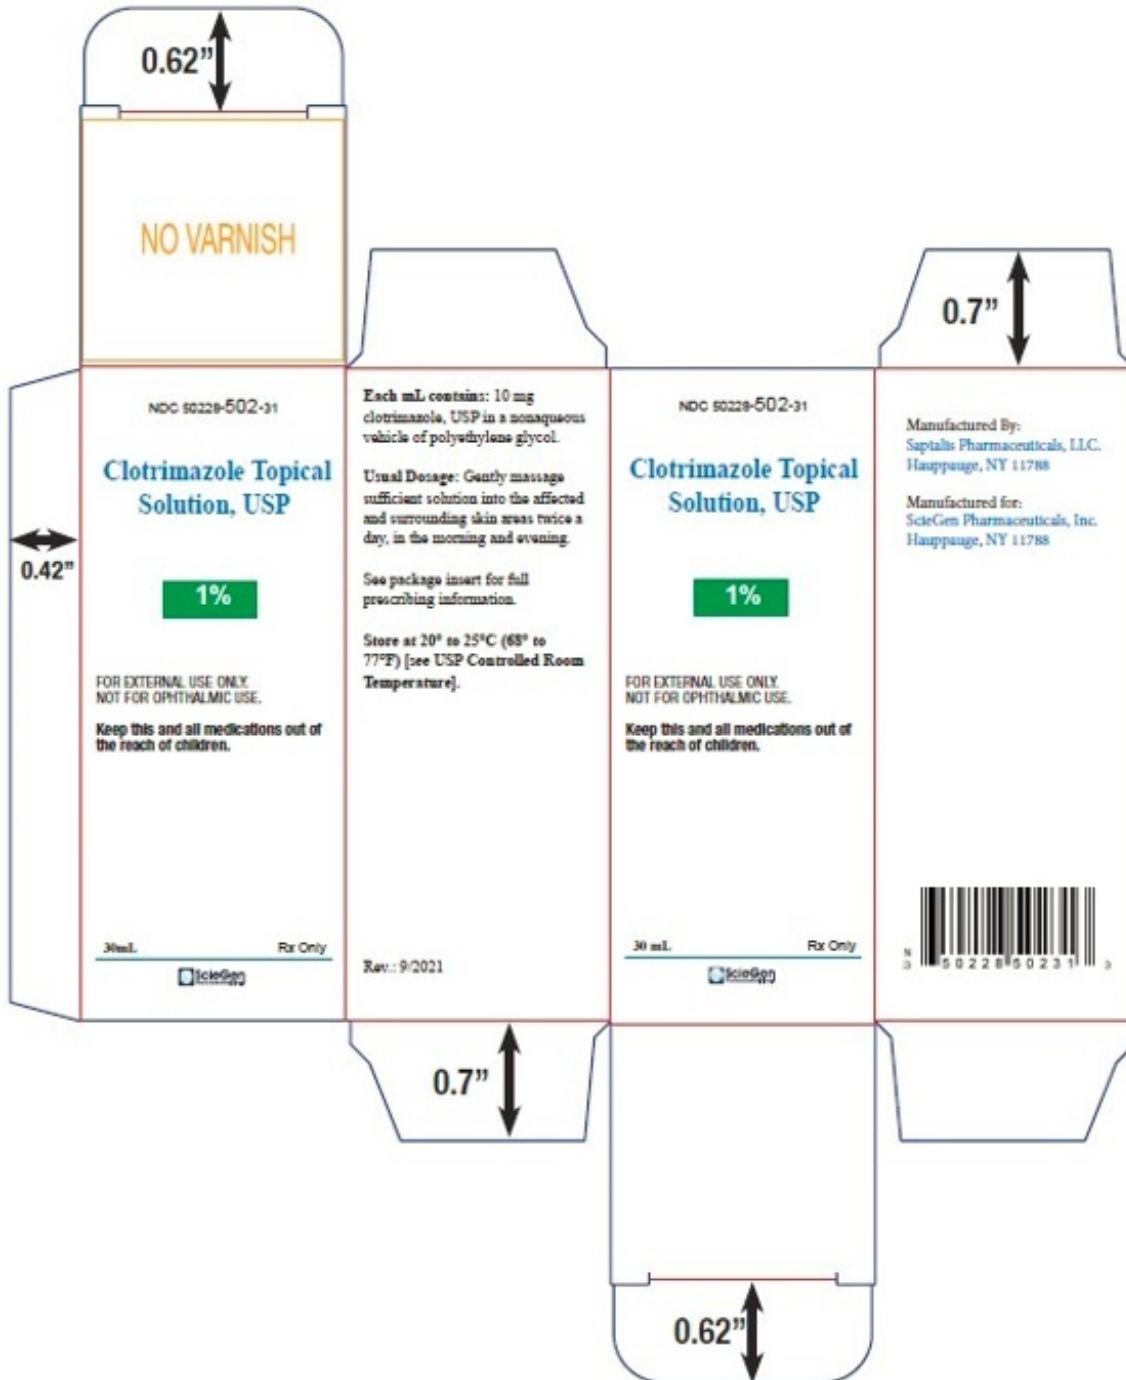 0.62”
NO VARNISH
0.7”
0.42”
NDC 50228-502-31
Clotrimazole Topical
Solution, USP
1%
FOR EXTERNAL USE ONLY.
NOT FOR OPHTHALMIC USE.
Keep this and all medications out of
the reach of children.
30mL
Rx Only
ScieGen
Each mL contains: 10 mg
clotrimazole, USP in a nonaqueous
vehicle of polyethylene glycol.
Usual Dosage: Gently massage
sufficient solution into the affected
and surrounding skin areas twice a
day, in the morning and evening.
See package insert for full
prescribing information.
Store at 20° to 25°C (68° to
77°F) [see USP Controlled Room
Temperature].
Rev.: 9/2021
NDC 50228-502-31
Clotrimazole Topical
Solution, USP
1%
FOR EXTERNAL USE ONLY.
NOT FOR OPHTHALMIC USE.
Keep this and all medications out of
the reach of children.
30 mL
Rx Only
ScieGen
Manufactured By:
Saptalis Pharmaceuticals, LLC.
Hauppauge, NY 11788
Manufactured for:
ScieGen Pharmaceuticals, Inc.
Hauppauge, NY 11788
N
3 50228 50231 3
0.7”
0.62”